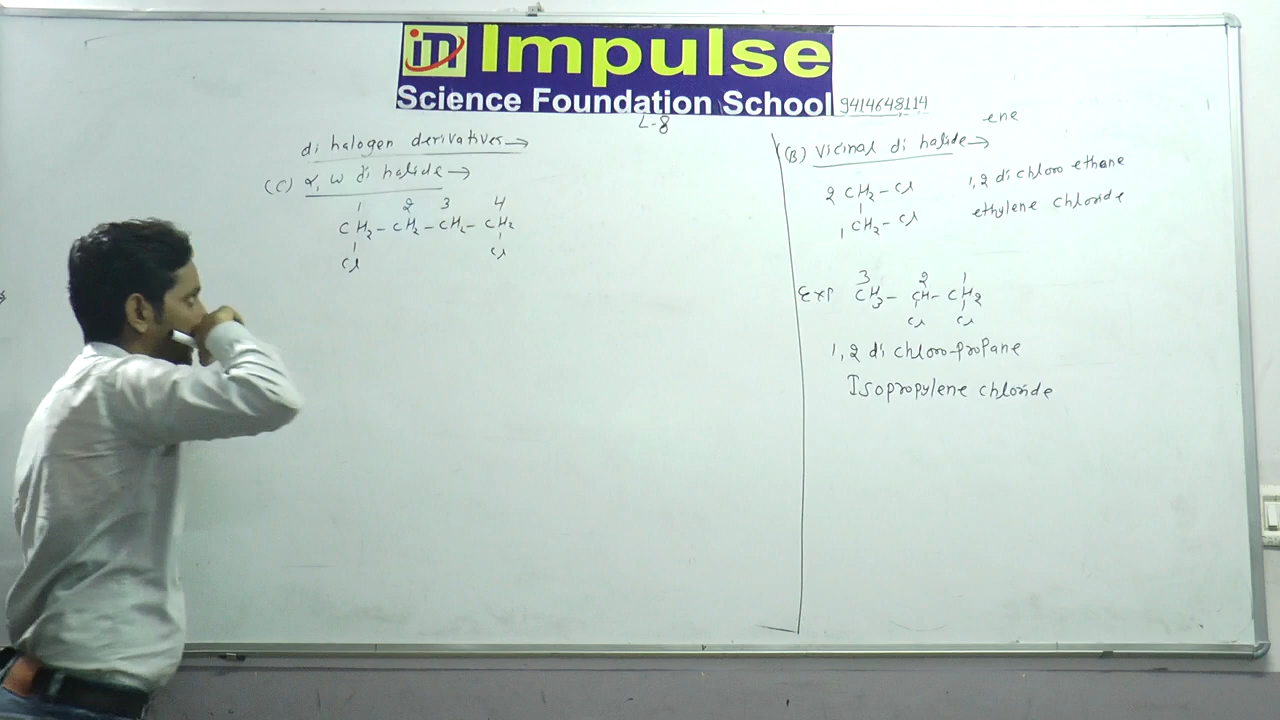 in Impulse
Science Foundation School 9414648114
L-8
di halogen derivatives→
(C) α, ω di halide →
1 2 3 4
CH2 – CH2 – CH2 – CH2
Cl Cl
ene
(B) Vicinal di halide→
2 CH2 – Cl 1,2 di chloro ethane
1 CH2 – Cl ethylene chloride
3 2 1
Exp CH3 – CH – CH2
Cl Cl
1,2 di chloro-propane
Isopropylene chloride